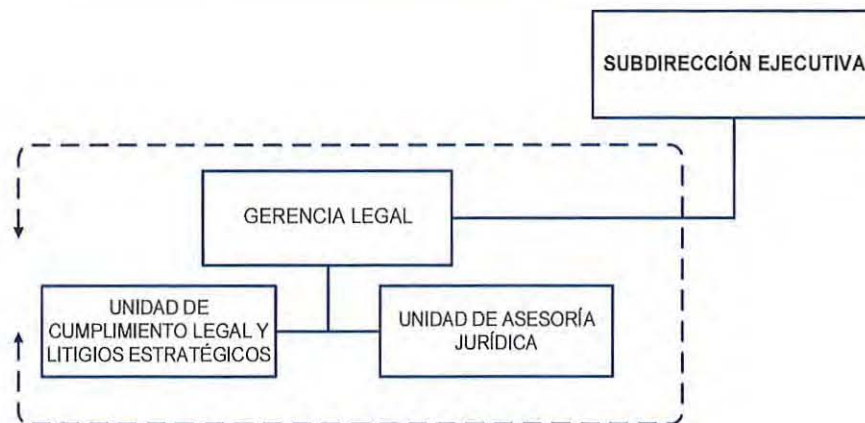 SUBDIRECCIÓN EJECUTIVA
GERENCIA LEGAL
UNIDAD DE
CUMPLIMIENTO LEGAL Y
LITIGIOS ESTRATÉGICOS
UNIDAD DE ASESORÍA
JURÍDICA